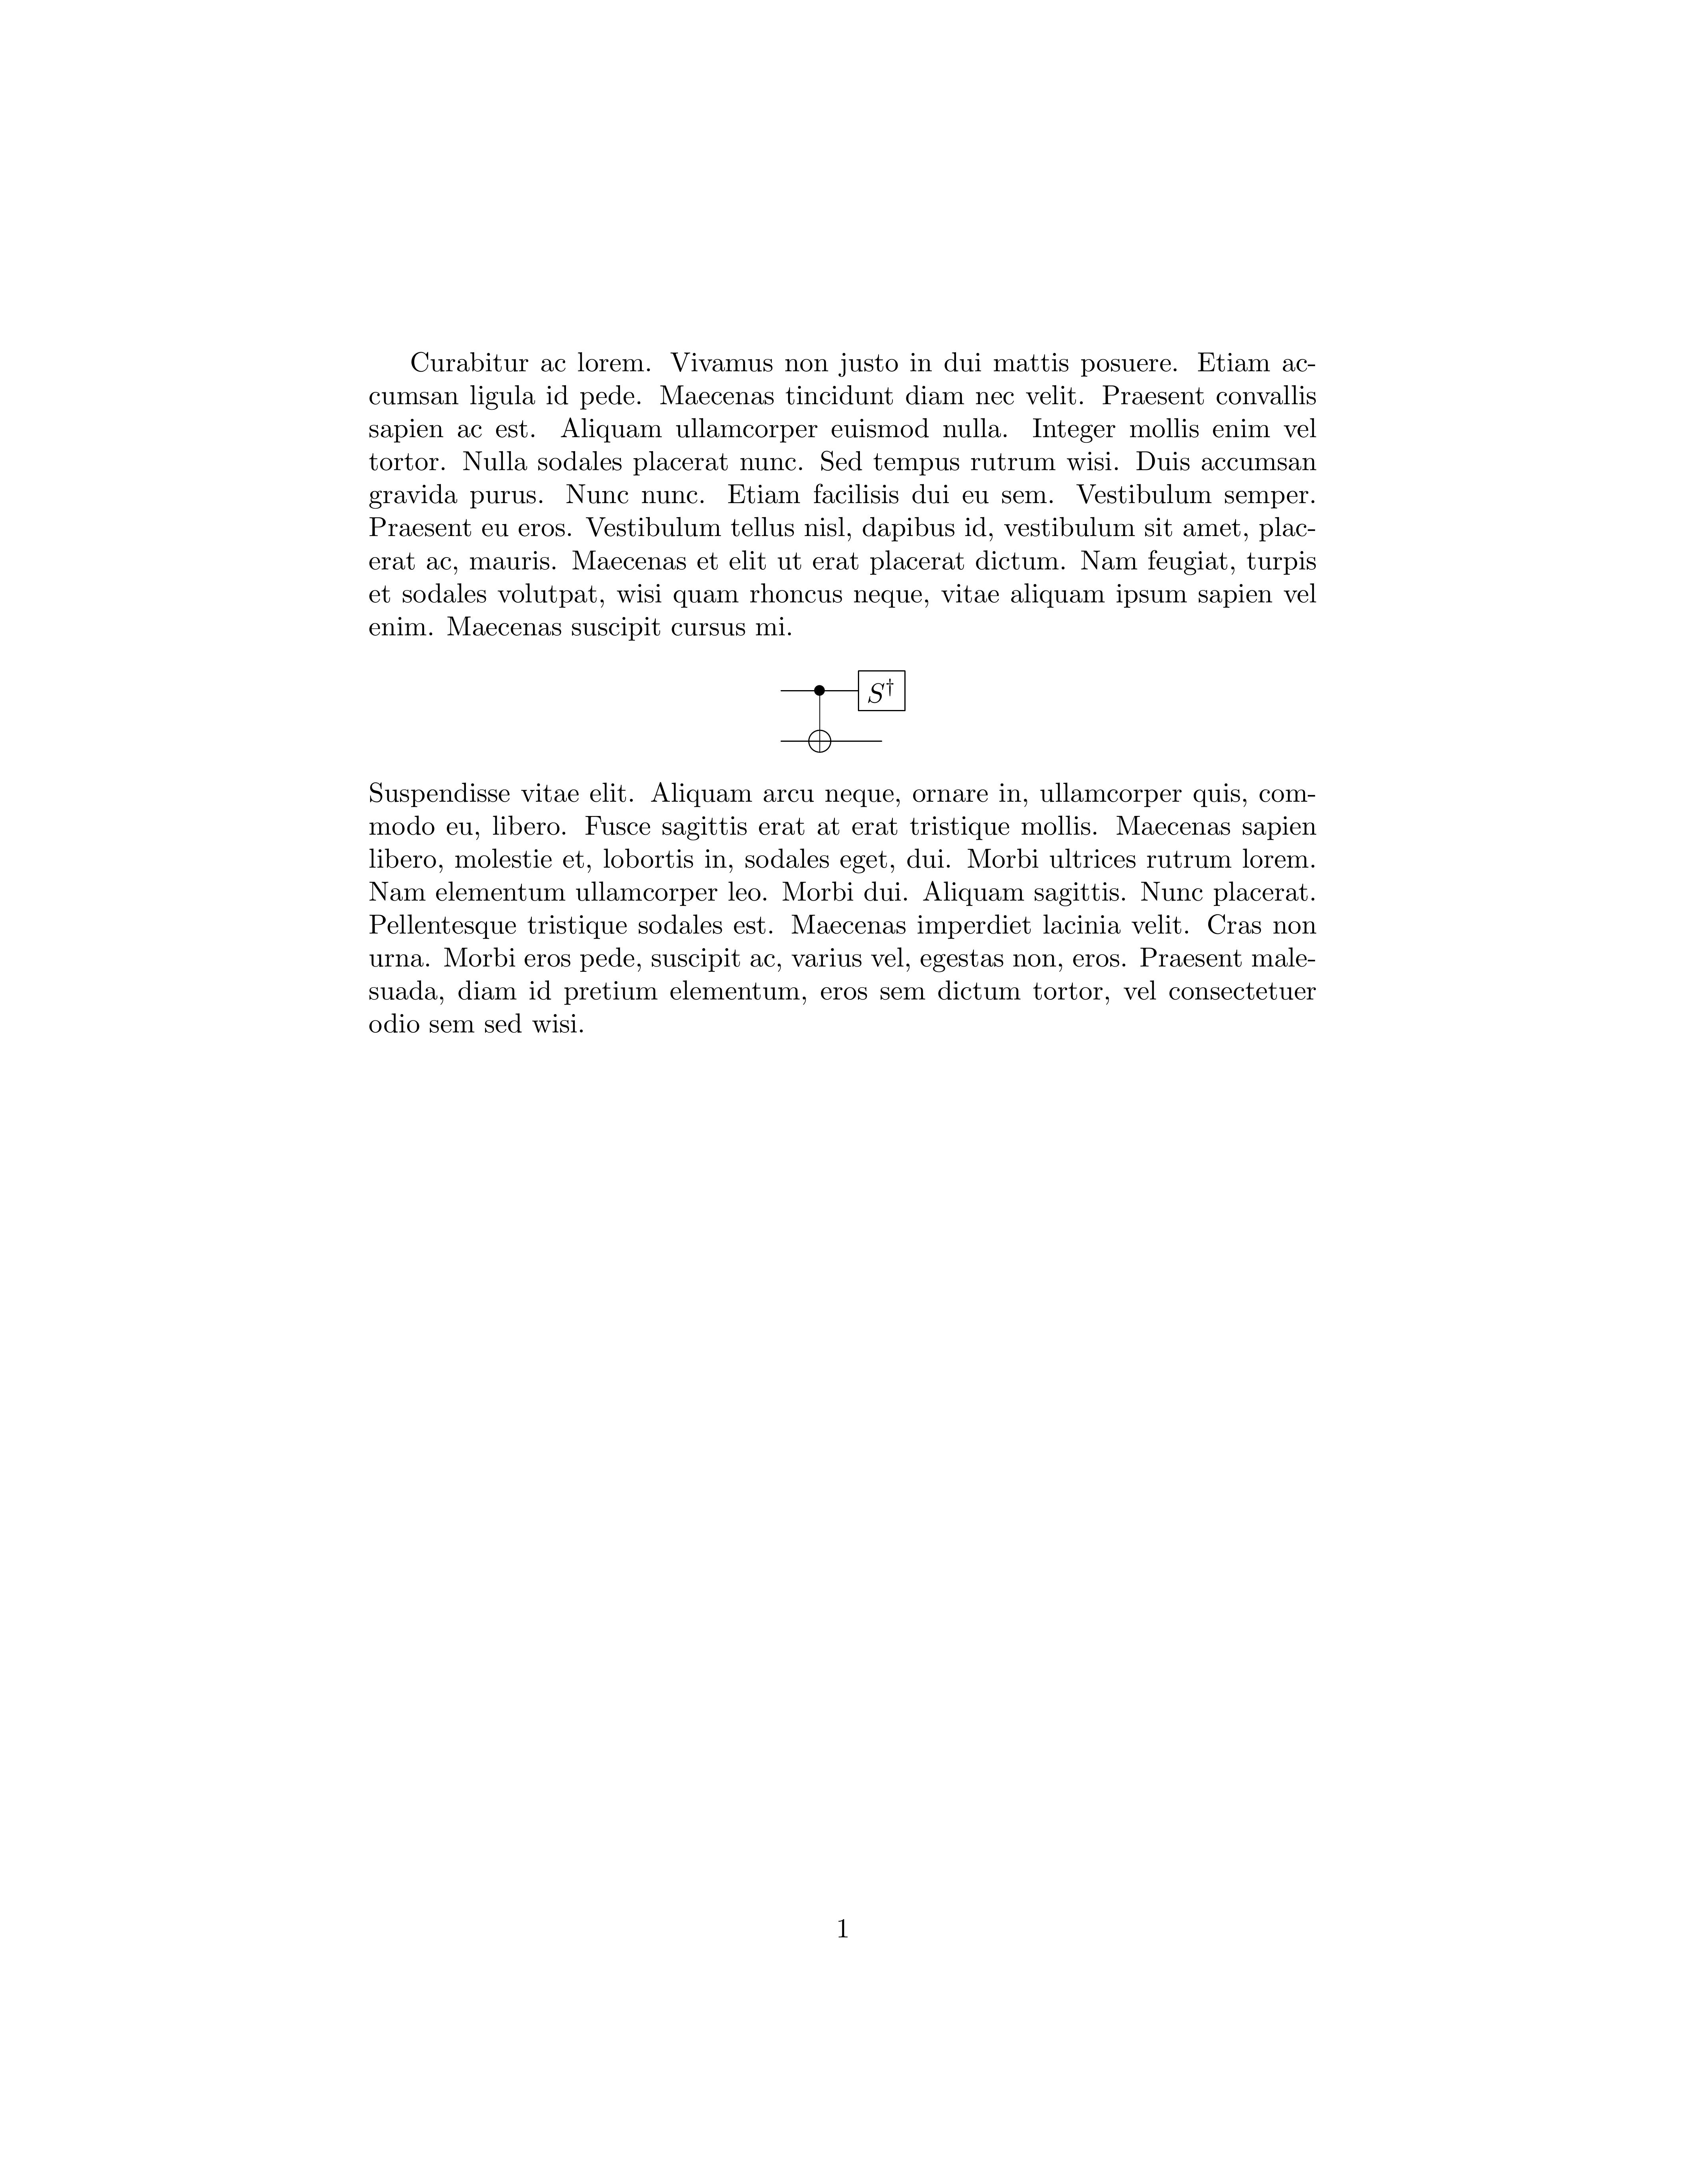 Curabitur ac lorem. Vivamus non justo in dui mattis posuere. Etiam ac-
cumsan ligula id pede. Maecenas tincidunt diam nec velit. Praesent convallis
sapien ac est. Aliquam ullamcorper euismod nulla. Integer mollis enim vel
tortor. Nulla sodales placerat nunc. Sed tempus rutrum wisi. Duis accumsan
gravida purus. Nunc nunc. Etiam facilisis dui eu sem. Vestibulum semper.
Praesent eu eros. Vestibulum tellus nisl, dapibus id, vestibulum sit amet, plac-
erat ac, mauris. Maecenas et elit ut erat placerat dictum. Nam feugiat, turpis
et sodales volutpat, wisi quam rhoncus neque, vitae aliquam ipsum sapien vel
enim. Maecenas suscipit cursus mi.
S†
Suspendisse vitae elit. Aliquam arcu neque, ornare in, ullamcorper quis, com-
modo eu, libero. Fusce sagittis erat at erat tristique mollis. Maecenas sapien
libero, molestie et, lobortis in, sodales eget, dui. Morbi ultrices rutrum lorem.
Nam elementum ullamcorper leo. Morbi dui. Aliquam sagittis. Nunc placerat.
Pellentesque tristique sodales est. Maecenas imperdiet lacinia velit. Cras non
urna. Morbi eros pede, suscipit ac, varius vel, egestas non, eros. Praesent male-
suada, diam id pretium elementum, eros sem dictum tortor, vel consectetuer
odio sem sed wisi.
1